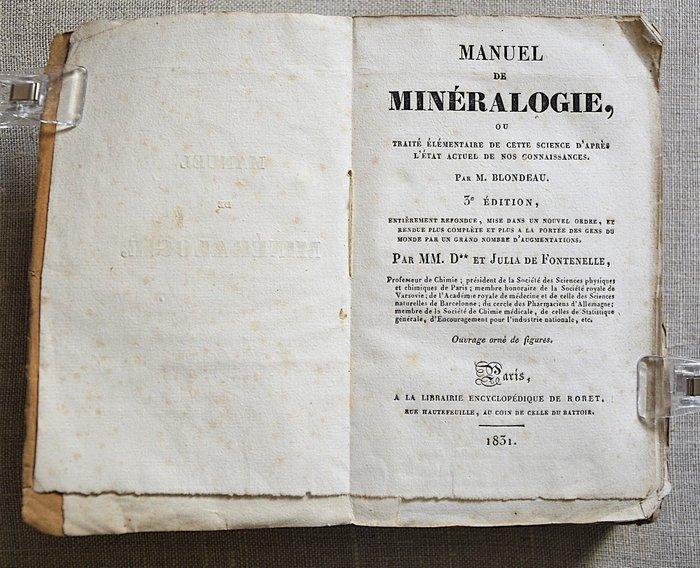 MANUEL
DE
MINÉRALOGIE,
OU
TRAITÉ ÉLÉMENTAIRE DE CETTE SCIENCE D'APRÈS
L'ÉTAT ACTUEL DE NOS CONNAISSANCES.
PAR M. BLONDEAU.
3e ÉDITION,
ENTIÈREMENT REFONDUE, MISE DANS UN NOUVEL ORDRE, ET
RENDUE PLUS COMPLÈTE ET PLUS A LA PORTÉE DES GENS DU
MONDE PAR UN GRAND NOMBRE D'AUGMENTATIONS.
PAR MM. D** ET JULIA DE FONTENELLE,
Professeur de Chimie ; président de la Société des Sciences physiques
et chimiques de Paris ; membre honoraire de la Société royale de
Varsovie ; de l'Académie royale de médecine et de celle des Sciences
naturelles de Barcelonne ; du cercle des Pharmaciens d'Allemagne ;
membre de la Société de Chimie médicale, de celles de Statistique
générale, d'Encouragement pour l'industrie nationale, etc.
Ouvrage orné de figures.
Paris,
A LA LIBRAIRIE ENCYCLOPÉDIQUE DE RORET,
RUE HAUTEFEUILLE, AU COIN DE CELLE DU BATTOIR.
1831.